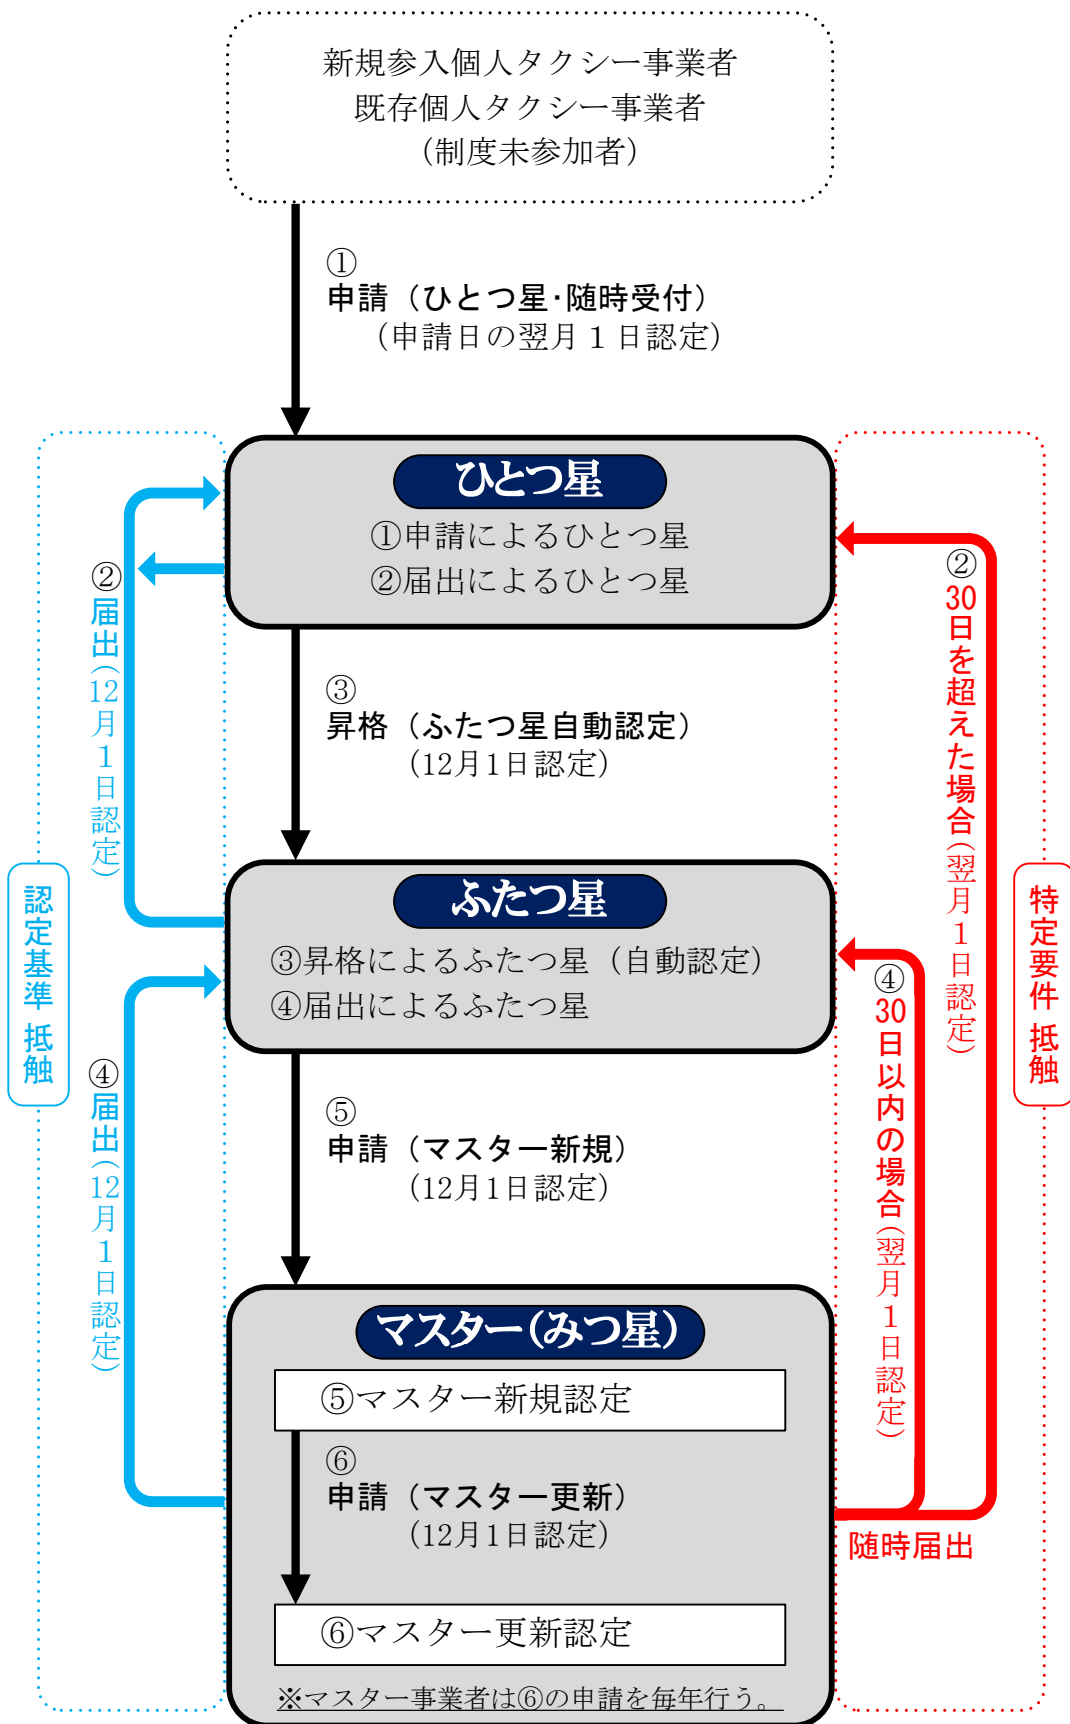 新規参入個人タクシー事業者
既存個人タクシー事業者
（制度未参加者）
①
申請（ひとつ星･随時受付）
（申請日の翌月１日認定）
ひとつ星
①申請によるひとつ星
②届出によるひとつ星
②届出（12月１日認定）
②30日を超えた場合（翌月１日認定）
③
昇格（ふたつ星自動認定）
（12月1日認定）
認定基準 抵触
特定要件 抵触
ふたつ星
③昇格によるふたつ星（自動認定）
④届出によるふたつ星
④届出（12月１日認定）
④30日以内の場合（翌月１日認定）
⑤
申請（マスター新規）
（12月1日認定）
マスター（みつ星）
⑤マスター新規認定
⑥
申請（マスター更新）
（12月1日認定）
随時届出
⑥マスター更新認定
※マスター事業者は⑥の申請を毎年行う。